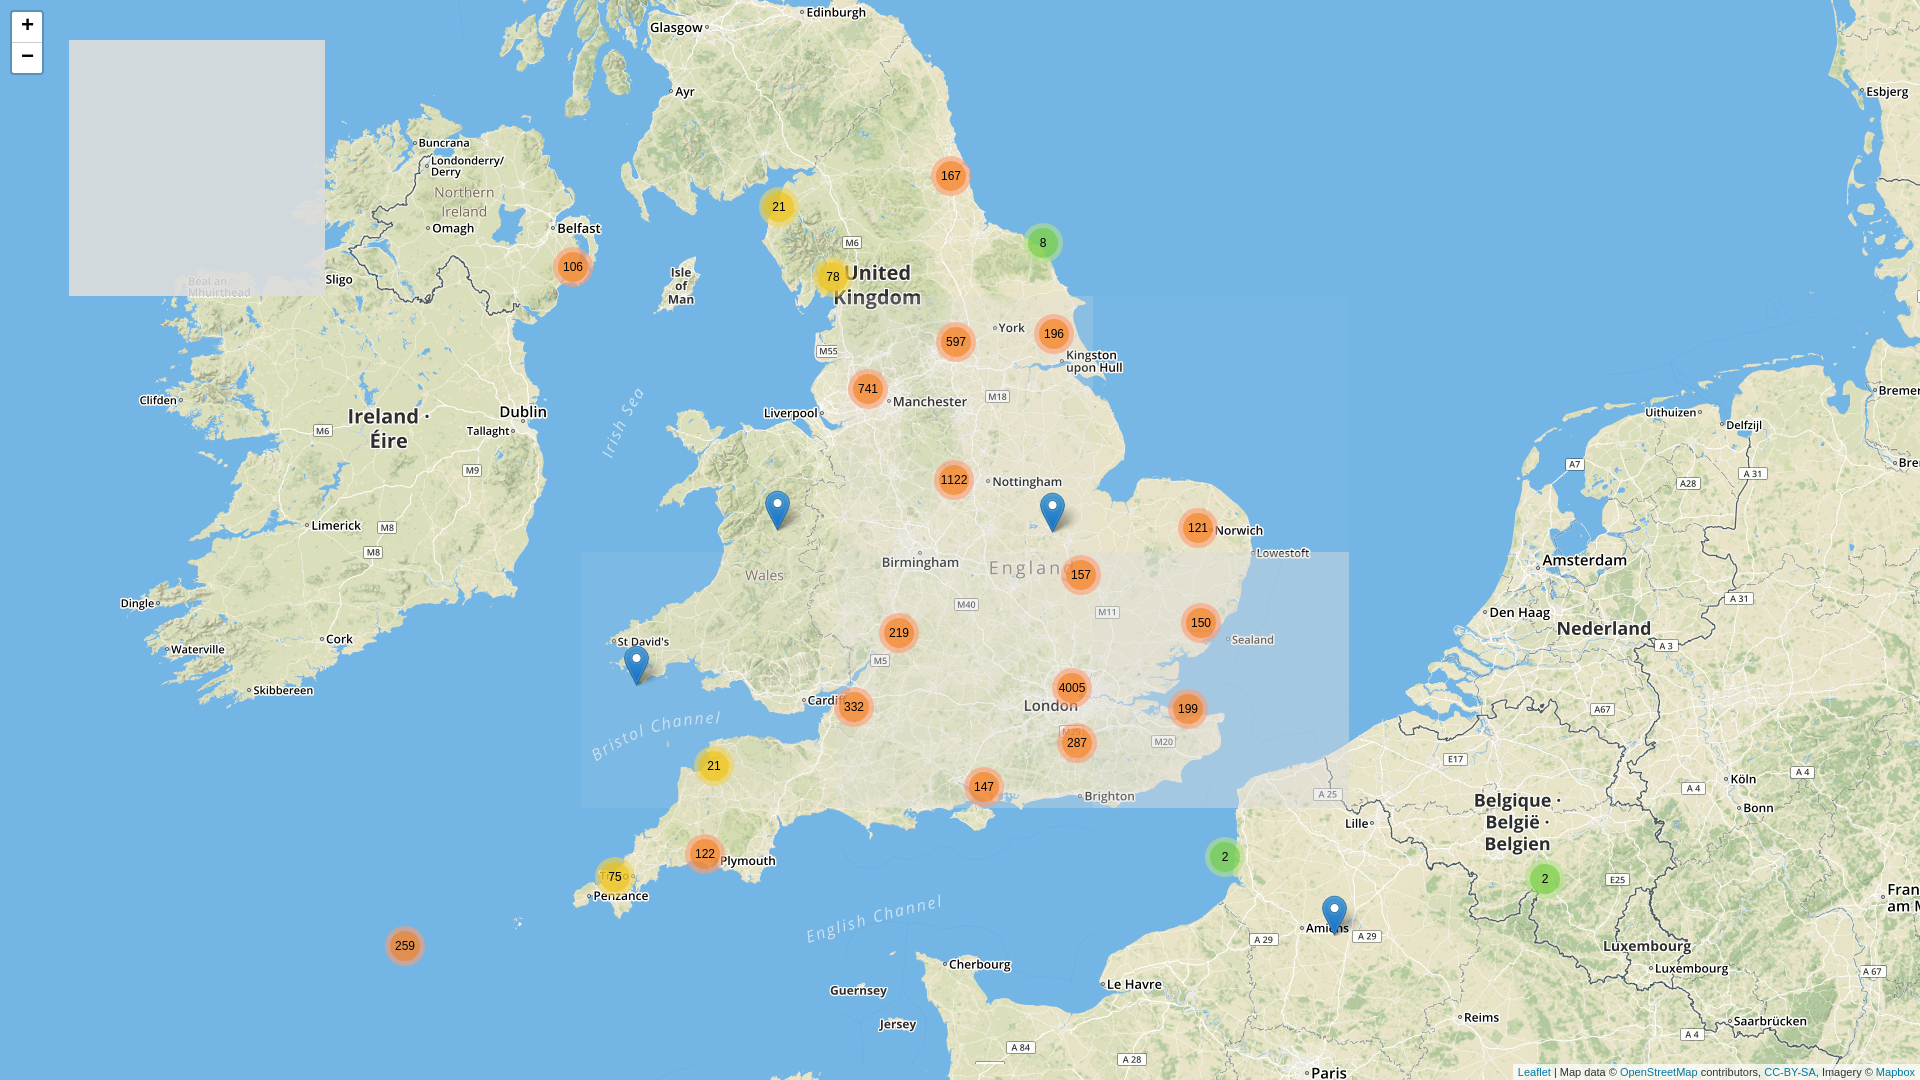 +
−
Edinburgh
Glasgow
Ayr
Esbjerg
Buncrana
Londonderry/
Derry
Northern
Ireland
Omagh
Belfast
167
21
M6
8
106
Béal an
Mhuirthead
Sligo
Isle
of
Man
78
United
Kingdom
York
196
597
M55
Kingston
upon Hull
741
Manchester
M18
Liverpool
Irish Sea
Clifden
Ireland ·
Éire
M6
Dublin
Tallaght
M9
Uithuizen
Delfzijl
A7
A 31
A28
1122
Nottingham
121
Norwich
Lowestoft
Limerick
M8
M8
Birmingham
England
157
Wales
Amsterdam
A 31
Dingle
M40
M11
Den Haag
Nederland
Cork
Waterville
St David's
219
150
Sealand
M5
A 3
Skibbereen
4005
London
Cardiff
332
199
A67
Bristol Channel
287
M20
21
E17
147
Brighton
A 25
Köln
A 4
A 4
Bonn
Belgique ·
België ·
Belgien
Lille
122
Plymouth
2
75
Penzance
2
E25
English Channel
259
Amiens
A 29
A 29
Luxembourg
Luxembourg
A 67
Cherbourg
Le Havre
Guernsey
Jersey
Reims
Saarbrücken
A 84
A 28
A 4
Paris
Leaflet | Map data © OpenStreetMap contributors, CC-BY-SA, Imagery © Mapbox